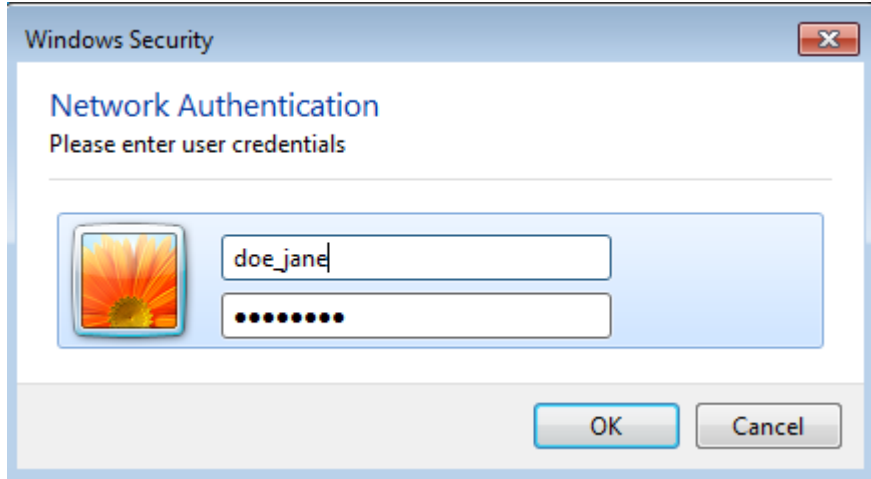 Windows Security
Network Authentication
Please enter user credentials
doe_jane
••••••••
OK
Cancel